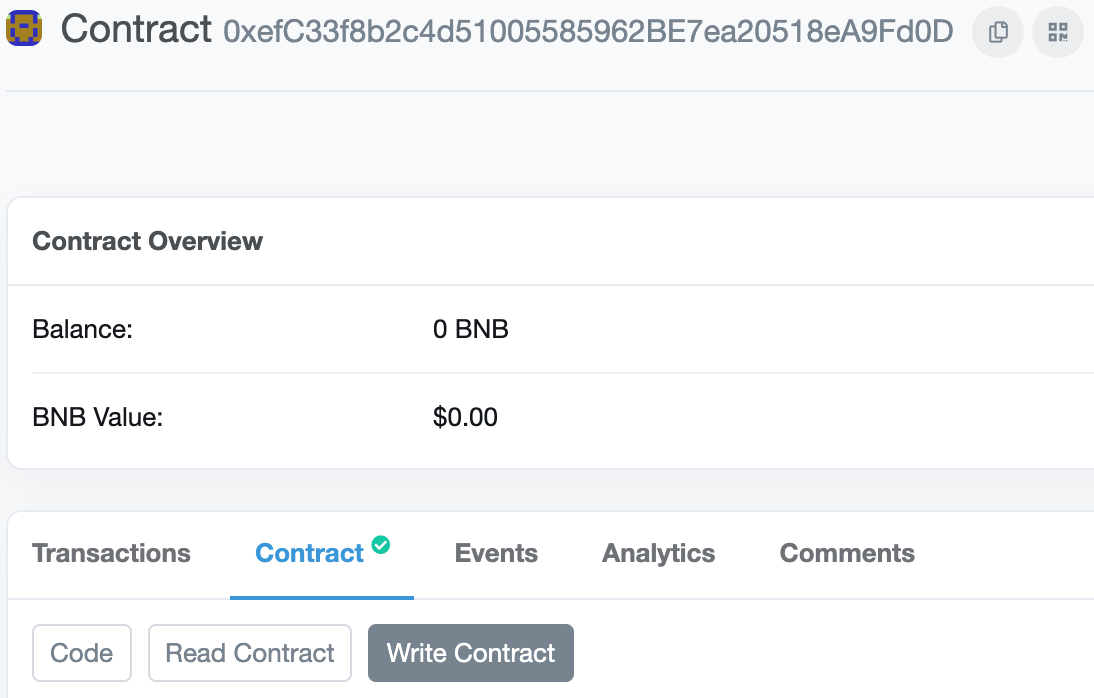 Contract 0xefC33f8b2c4d51005585962BE7ea20518eA9Fd0D
Contract Overview
Balance: 0 BNB
BNB Value: $0.00
Transactions Contract Events Analytics Comments
Code Read Contract Write Contract